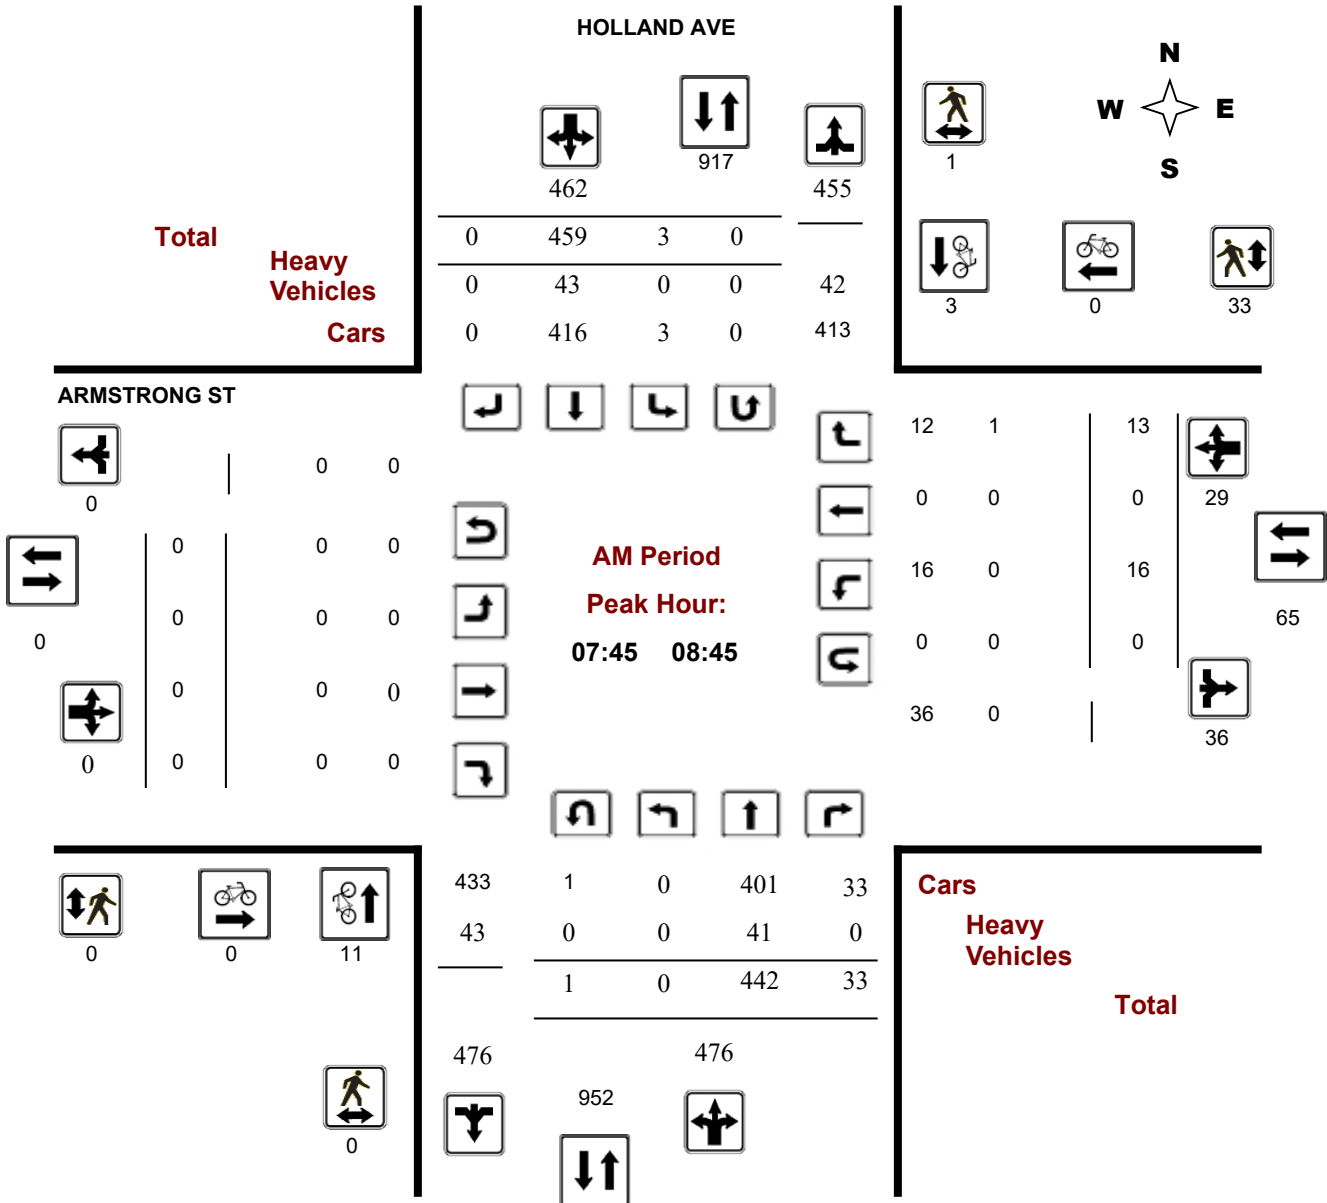 HOLLAND AVE
N
W E
S
917
1
462 455
Total 0 459 3 0
Heavy
Vehicles 0 43 0 0 42
Cars 0 416 3 0 413
3 0 33
ARMSTRONG ST
0 0
0
12 1 13
0 0 0
29
0 0 0
0
AM Period
16 0 16
65
0 0 0
Peak Hour:
07:45 08:45
0 0 0
0 0 0
0
36 0
36
0 0 0
433 1 0 401 33
Cars
43 0 0 41 0
Heavy
Vehicles
0 0 11
1 0 442 33
Total
476 476
952
0